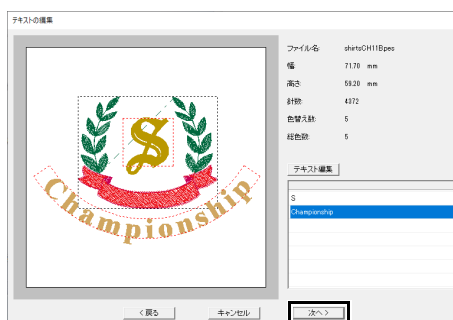 テキストの編集
ファイル名: shirtsCH11B.pes
幅: 71.70 mm
高さ: 59.20 mm
針数: 4372
色替え数: 5
総色数: 5
テキスト編集
S
Championship
S
Championship
< 戻る
キャンセル
次へ >